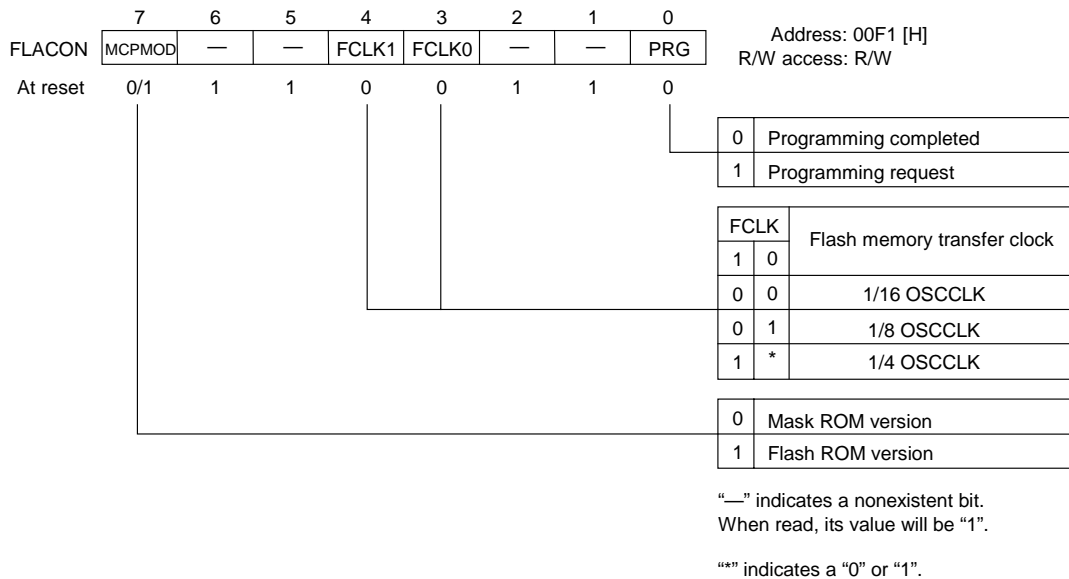 7 6 5 4 3 2 1 0
Address: 00F1 [H]
FLACON MCPMOD — — FCLK1 FCLK0 — — PRG
R/W access: R/W
At reset 0/1 1 1 0 0 1 1 0
0 Programming completed
1 Programming request
FCLK Flash memory transfer clock
1 0
0 0 1/16 OSCCLK
0 1 1/8 OSCCLK
1 * 1/4 OSCCLK
0 Mask ROM version
1 Flash ROM version
“—” indicates a nonexistent bit.
When read, its value will be “1”.
“*” indicates a “0” or “1”.